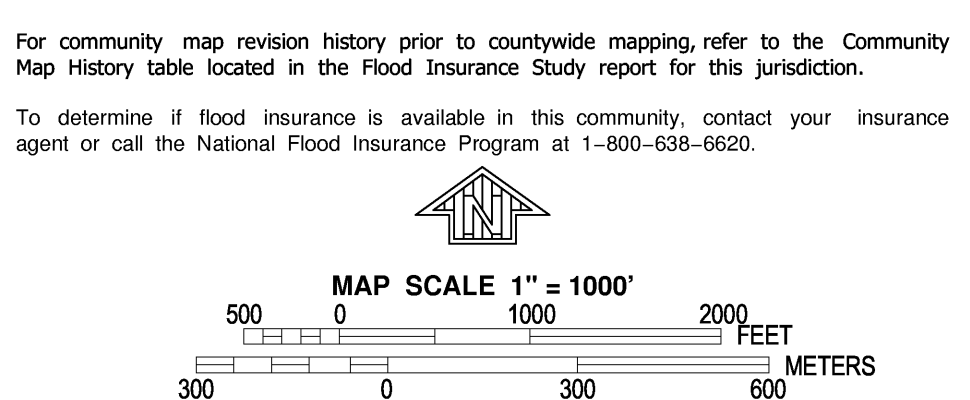 For community map revision history prior to countywide mapping, refer to the Community
Map History table located in the Flood Insurance Study report for this jurisdiction.
To determine if flood insurance is available in this community, contact your insurance
agent or call the National Flood Insurance Program at 1–800–638–6620.
N
MAP SCALE 1" = 1000'
500 0 1000 2000
FEET
METERS
300 0 300 600